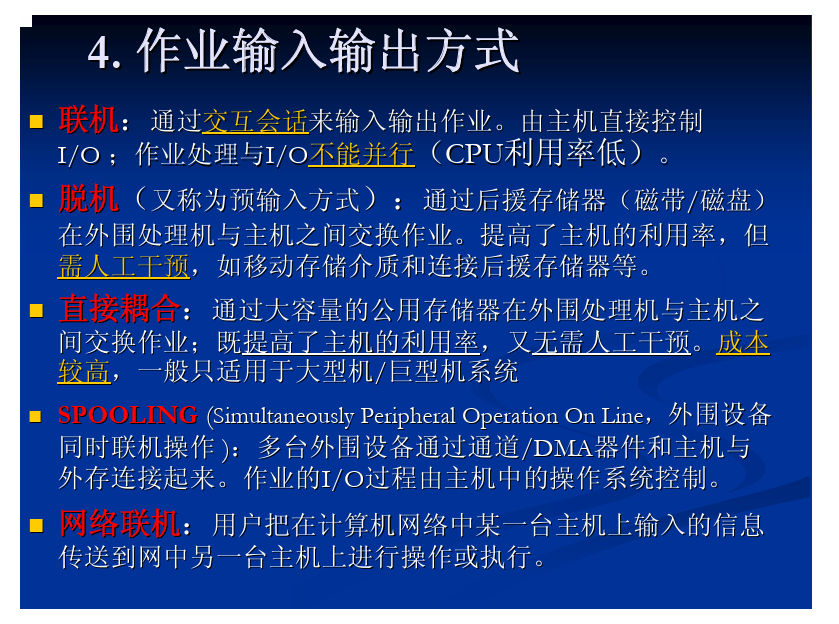 4. 作业输入输出方式
联机：通过交互会话来输入输出作业。由主机直接控制
I/O ；作业处理与I/O不能并行（CPU利用率低）。
脱机（又称为预输入方式）：通过后援存储器（磁带/磁盘）
在外围处理机与主机之间交换作业。提高了主机的利用率，但
需人工干预，如移动存储介质和连接后援存储器等。
直接耦合：通过大容量的公用存储器在外围处理机与主机之
间交换作业；既提高了主机的利用率，又无需人工干预。成本
较高，一般只适用于大型机/巨型机系统
SPOOLING (Simultaneously Peripheral Operation On Line，外围设备
同时联机操作 )：多台外围设备通过通道/DMA器件和主机与
外存连接起来。作业的I/O过程由主机中的操作系统控制。
网络联机：用户把在计算机网络中某一台主机上输入的信息
传送到网中另一台主机上进行操作或执行。